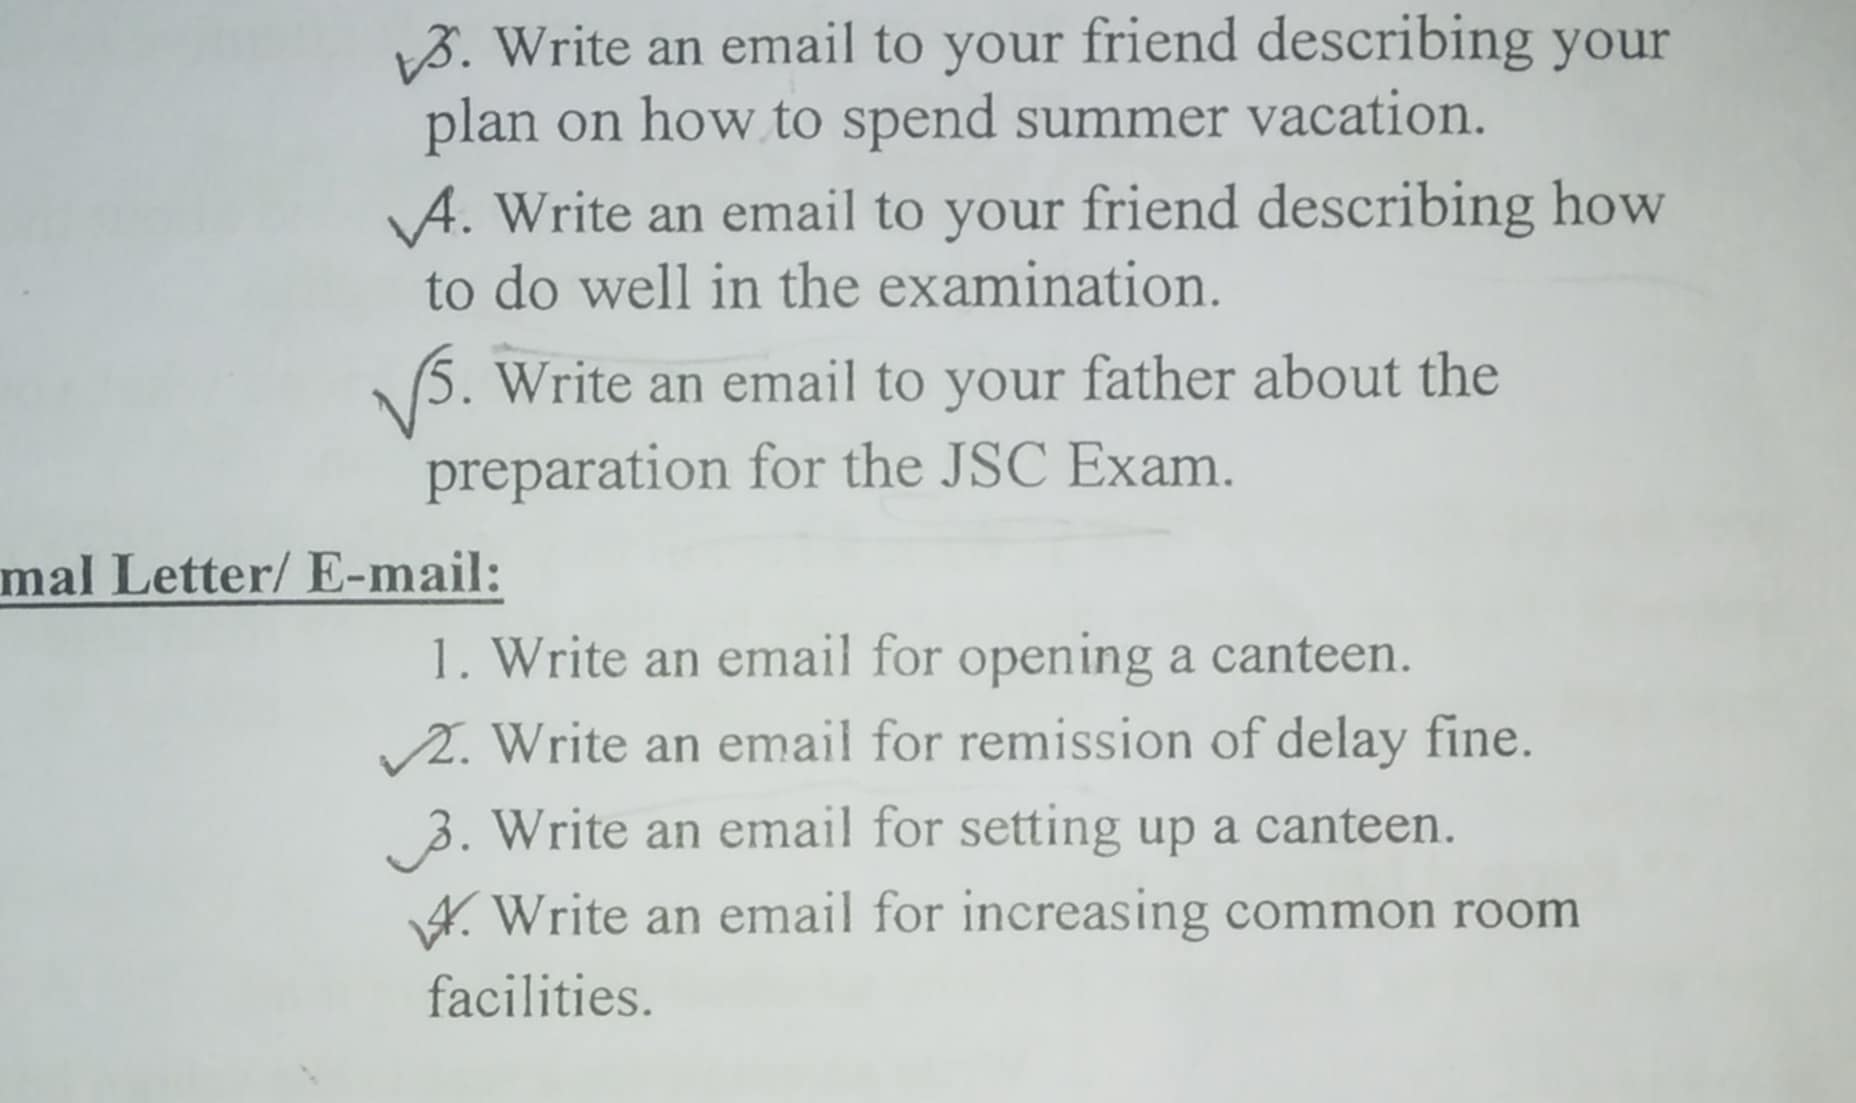 3. Write an email to your friend describing your
plan on how to spend summer vacation.
4. Write an email to your friend describing how
to do well in the examination.
5. Write an email to your father about the
preparation for the JSC Exam.
mal Letter/ E-mail:
1. Write an email for opening a canteen.
2. Write an email for remission of delay fine.
3. Write an email for setting up a canteen.
4. Write an email for increasing common room
facilities.